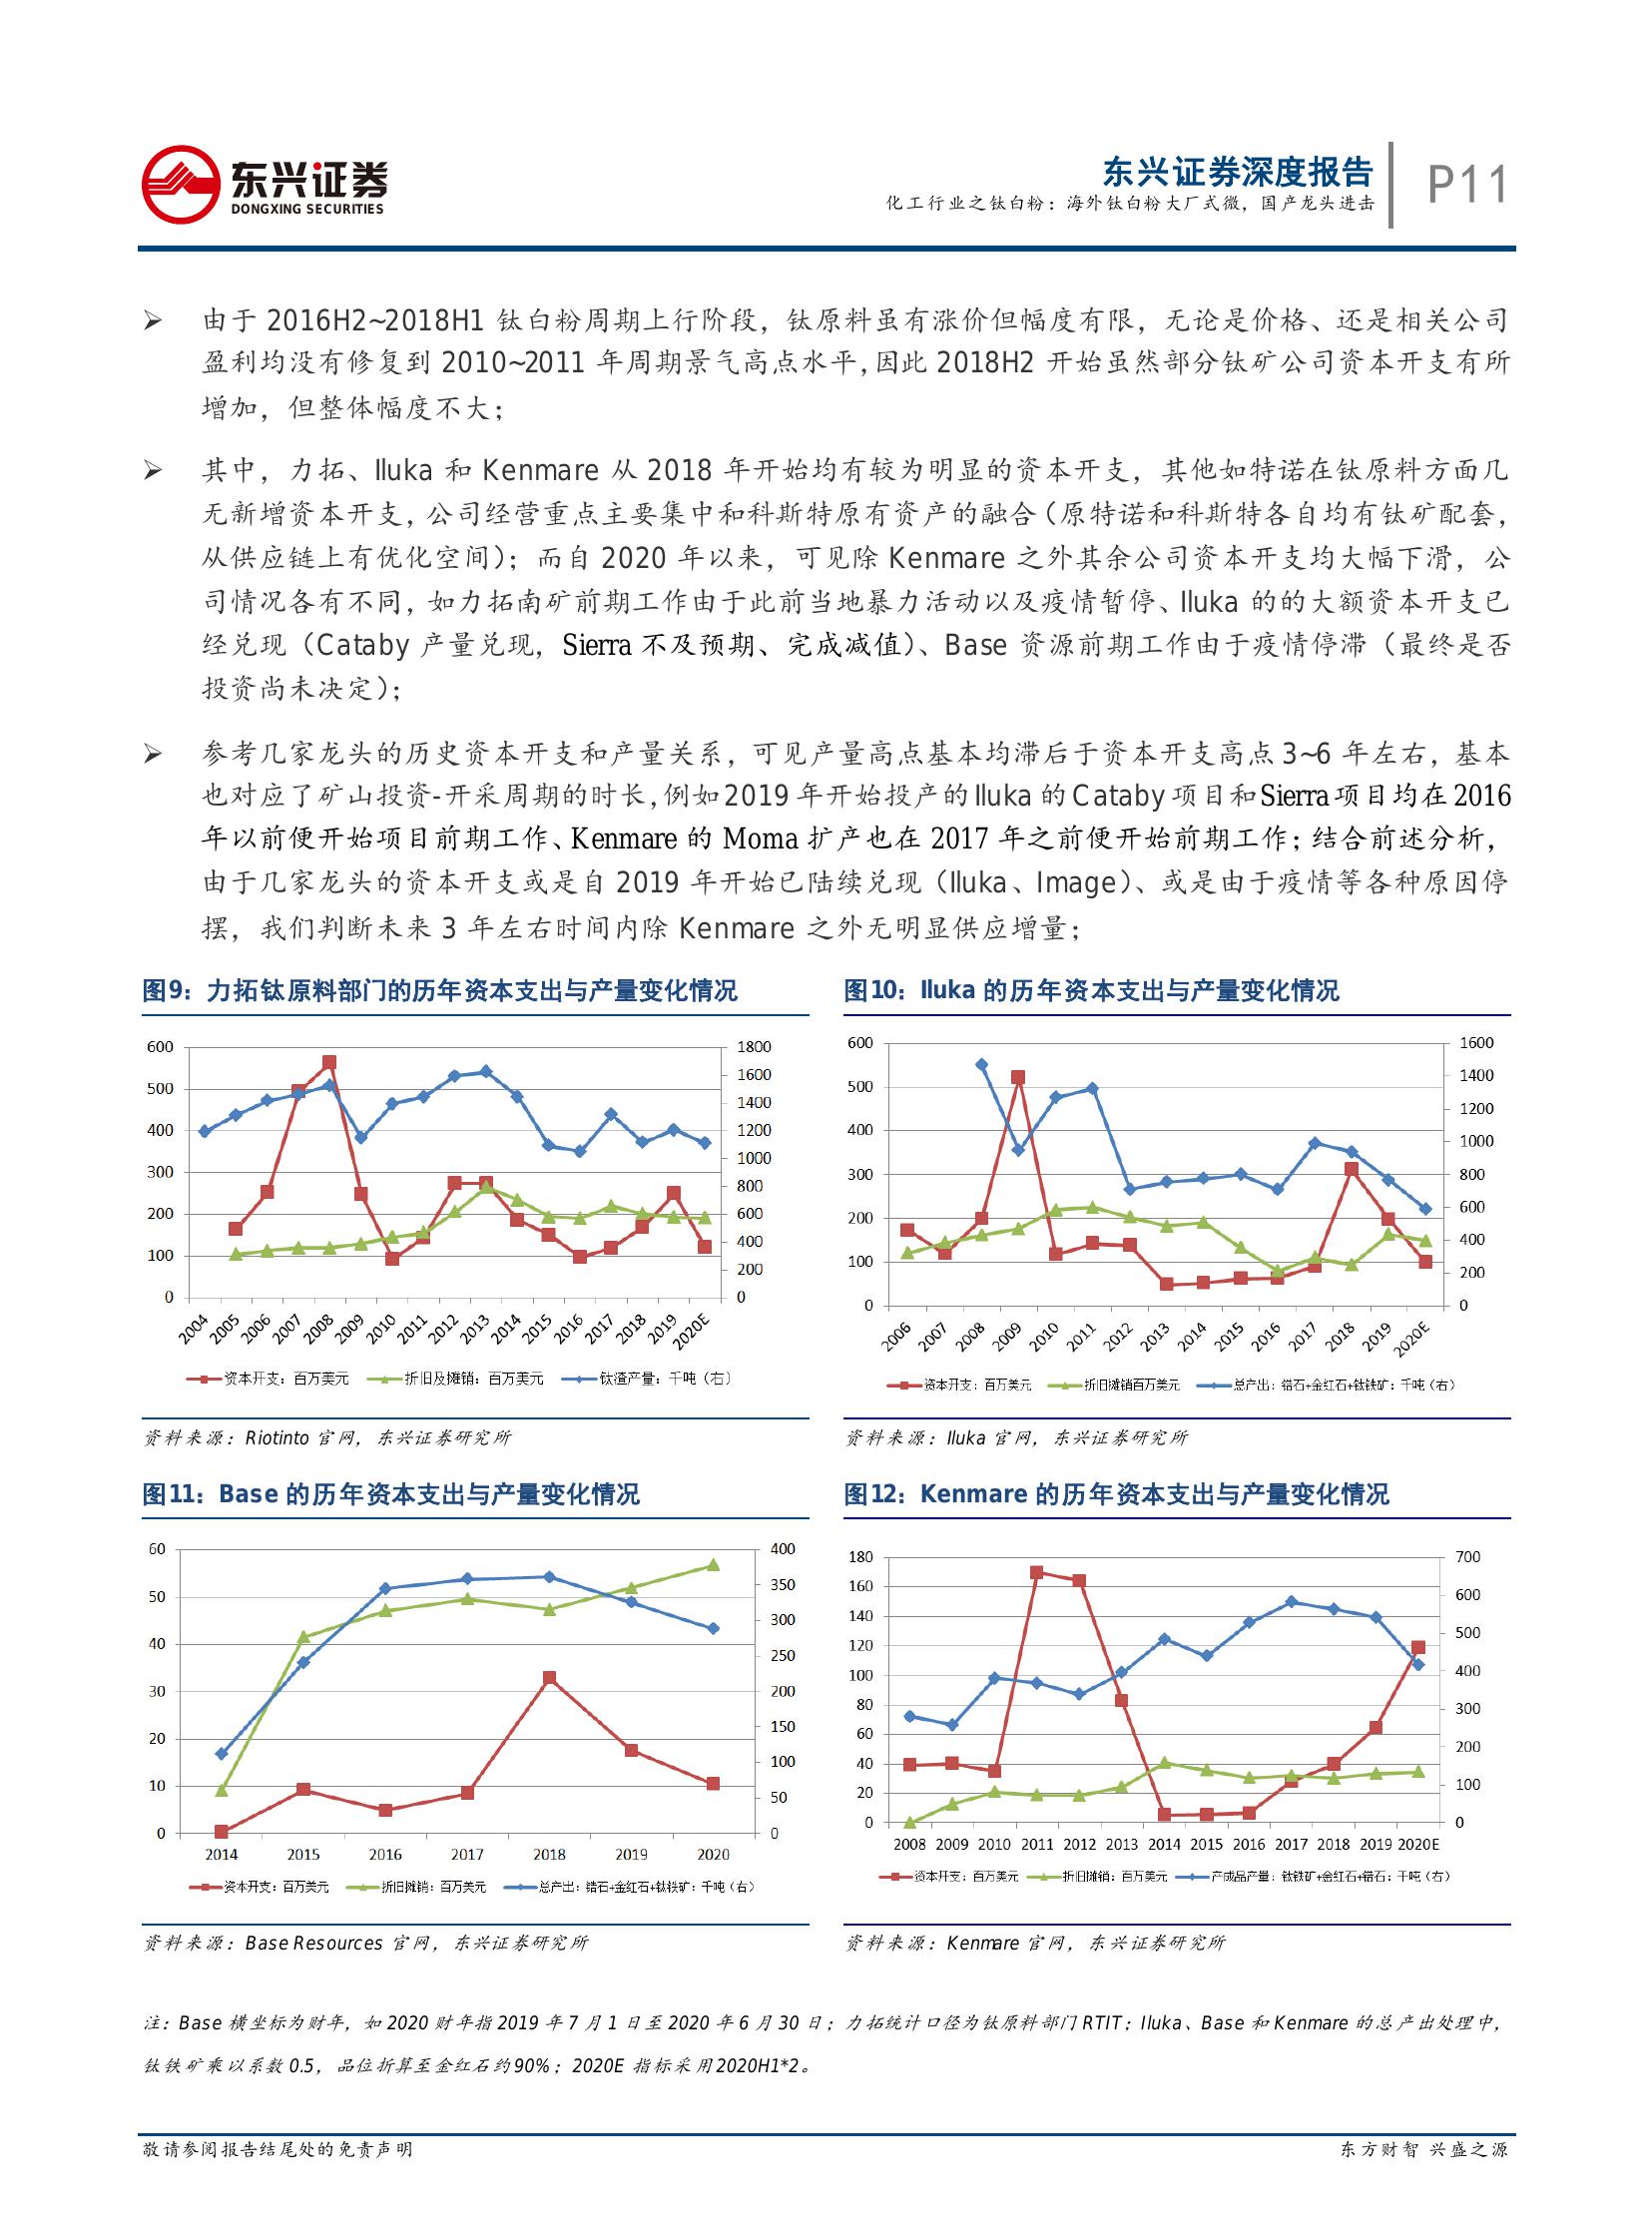 东兴证券
DONGXING SECURITIES
东兴证券深度报告
化工行业之钛白粉：海外钛白粉大厂式微，国产龙头进击
P11
➢ 由于 2016H2~2018H1 钛白粉周期上行阶段，钛原料虽有涨价但幅度有限，无论是价格、还是相关公司
盈利均没有修复到 2010~2011 年周期景气高点水平，因此 2018H2 开始虽然部分钛矿公司资本开支有所
增加，但整体幅度不大；
➢ 其中，力拓、Iluka 和 Kenmare 从 2018 年开始均有较为明显的资本开支，其他如特诺在钛原料方面几
无新增资本开支，公司经营重点主要集中和科斯特原有资产的融合（原特诺和科斯特各自均有钛矿配套，
从供应链上有优化空间）；而自 2020 年以来，可见除 Kenmare 之外其余公司资本开支均大幅下滑，公
司情况各有不同，如力拓南矿前期工作由于此前当地暴力活动以及疫情暂停、Iluka 的的大额资本开支已
经兑现（Cataby 产量兑现，Sierra 不及预期、完成减值）、Base 资源前期工作由于疫情停滞（最终是否
投资尚未决定）；
➢ 参考几家龙头的历史资本开支和产量关系，可见产量高点基本均滞后于资本开支高点 3~6 年左右，基本
也对应了矿山投资-开采周期的时长，例如 2019 年开始投产的 Iluka 的 Cataby 项目和 Sierra 项目均在 2016
年以前便开始项目前期工作、Kenmare 的 Moma 扩产也在 2017 年之前便开始前期工作；结合前述分析，
由于几家龙头的资本开支或是自 2019 年开始已陆续兑现（Iluka、Image）、或是由于疫情等各种原因停
摆，我们判断未来 3 年左右时间内除 Kenmare 之外无明显供应增量；
图9：力拓钛原料部门的历年资本支出与产量变化情况
600 500 400 300 200 100 0
1800 1600 1400 1200 1000 800 600 400 200 0
2004 2005 2006 2007 2008 2009 2010 2011 2012 2013 2014 2015 2016 2017 2018 2019 2020E
资本开支：百万美元 折旧及摊销：百万美元 钛渣产量：千吨（右）
资料来源：Riotinto 官网，东兴证券研究所
图10：Iluka 的历年资本支出与产量变化情况
600 500 400 300 200 100 0
1600 1400 1200 1000 800 600 400 200 0
2006 2007 2008 2009 2010 2011 2012 2013 2014 2015 2016 2017 2018 2019 2020E
资本开支：百万美元 折旧摊销百万美元 总产出：锆石+金红石+钛铁矿：千吨（右）
资料来源：Iluka 官网，东兴证券研究所
图11：Base 的历年资本支出与产量变化情况
60 50 40 30 20 10 0
400 350 300 250 200 150 100 50 0
2014 2015 2016 2017 2018 2019 2020
资本开支：百万美元 折旧摊销：百万美元 总产出：锆石+金红石+钛铁矿：千吨（右）
资料来源：Base Resources 官网，东兴证券研究所
图12：Kenmare 的历年资本支出与产量变化情况
180 160 140 120 100 80 60 40 20 0
700 600 500 400 300 200 100 0
2008 2009 2010 2011 2012 2013 2014 2015 2016 2017 2018 2019 2020E
资本开支：百万美元 折旧摊销：百万美元 产成品产量：钛铁矿+金红石+锆石：千吨（右）
资料来源：Kenmare 官网，东兴证券研究所
注：Base 横坐标为财年，如 2020 财年指 2019 年 7 月 1 日至 2020 年 6 月 30 日；力拓统计口径为钛原料部门 RTIT；Iluka、Base 和 Kenmare 的总产出处理中，
钛铁矿乘以系数 0.5，品位折算至金红石约 90%；2020E 指标采用 2020H1*2。
敬请参阅报告结尾处的免责声明
东方财智 兴盛之源